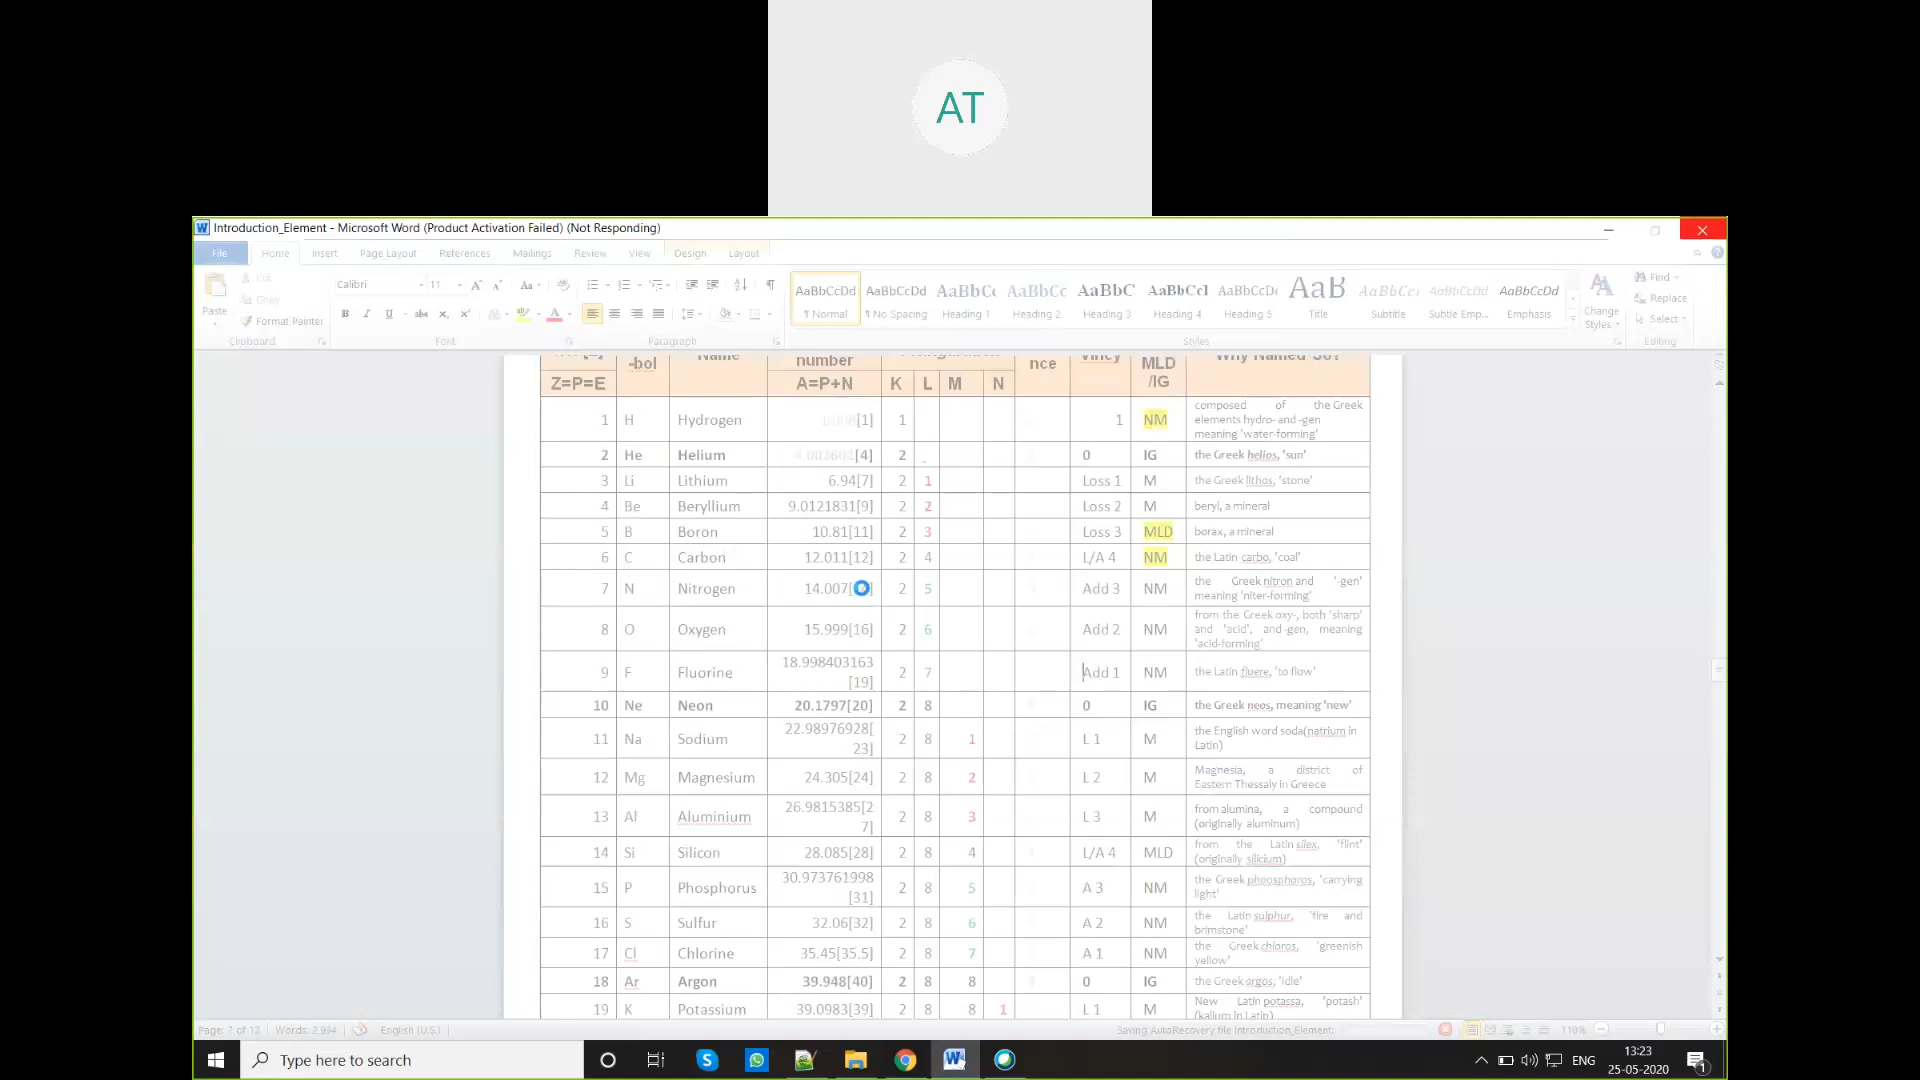 AT
Introduction_Element - Microsoft Word (Product Activation Failed) (Not Responding)
File Home Insert Page Layout References Mailings Review View Design Layout
Paste Cut Copy Format Painter Clipboard
Calibri 11 Font Paragraph
AaBbCcDd ¶ Normal
AaBbCcDd ¶ No Spacing
AaBbCc Heading 1
AaBbCc Heading 2
AaBbC Heading 3
AaBbCcI Heading 4
AaBbCcDc Heading 5
AaB Title
AaBbCc Subtitle
AaBbCcDd Subtle Emp...
AaBbCcDd Emphasis
Change Styles Styles
Find Replace Select Editing
-bol Name number nce MLD /IG Why Named So?
Z=P=E A=P+N K L M N
1 H Hydrogen [1] 1 1 NM composed of the Greek
elements hydro- and -gen
meaning 'water-forming'
2 He Helium 4.002602[4] 2 0 IG the Greek helios, 'sun'
3 Li Lithium 6.94[7] 2 1 Loss 1 M the Greek lithos, 'stone'
4 Be Beryllium 9.0121831[9] 2 2 Loss 2 M beryl, a mineral
5 B Boron 10.81[11] 2 3 Loss 3 MLD borax, a mineral
6 C Carbon 12.011[12] 2 4 L/A 4 NM the Latin carbo, 'coal'
7 N Nitrogen 14.007[ ] 2 5 Add 3 NM the Greek nitron and '-gen'
meaning 'niter-forming'
8 O Oxygen 15.999[16] 2 6 Add 2 NM from the Greek oxy-, both 'sharp'
and 'acid', and -gen, meaning
'acid-forming'
9 F Fluorine 18.998403163[19] 2 7 Add 1 NM the Latin fluere, 'to flow'
10 Ne Neon 20.1797[20] 2 8 0 IG the Greek neos, meaning 'new'
11 Na Sodium 22.98976928[23] 2 8 1 L 1 M the English word soda(natrium in
Latin)
12 Mg Magnesium 24.305[24] 2 8 2 L 2 M Magnesia, a district of
Eastern Thessaly in Greece
13 Al Aluminium 26.9815385[27] 2 8 3 L 3 M from alumina, a compound
(originally aluminum)
14 Si Silicon 28.085[28] 2 8 4 L/A 4 MLD from the Latin silex, 'flint'
(originally silicium)
15 P Phosphorus 30.973761998[31] 2 8 5 A 3 NM the Greek phoosphoros, 'carrying
light'
16 S Sulfur 32.06[32] 2 8 6 A 2 NM the Latin sulphur, 'fire and
brimstone'
17 Cl Chlorine 35.45[35.5] 2 8 7 A 1 NM the Greek chloros, 'greenish
yellow'
18 Ar Argon 39.948[40] 2 8 8 0 IG the Greek argos, 'idle'
19 K Potassium 39.0983[39] 2 8 8 1 L 1 M New Latin potassa, 'potash'
(kalium in Latin)
Page: 7 of 13 Words: 2,994 English (U.S.) Saving AutoRecovery file Introduction_Element: 110%
Type here to search
ENG
13:23
25-05-2020
1